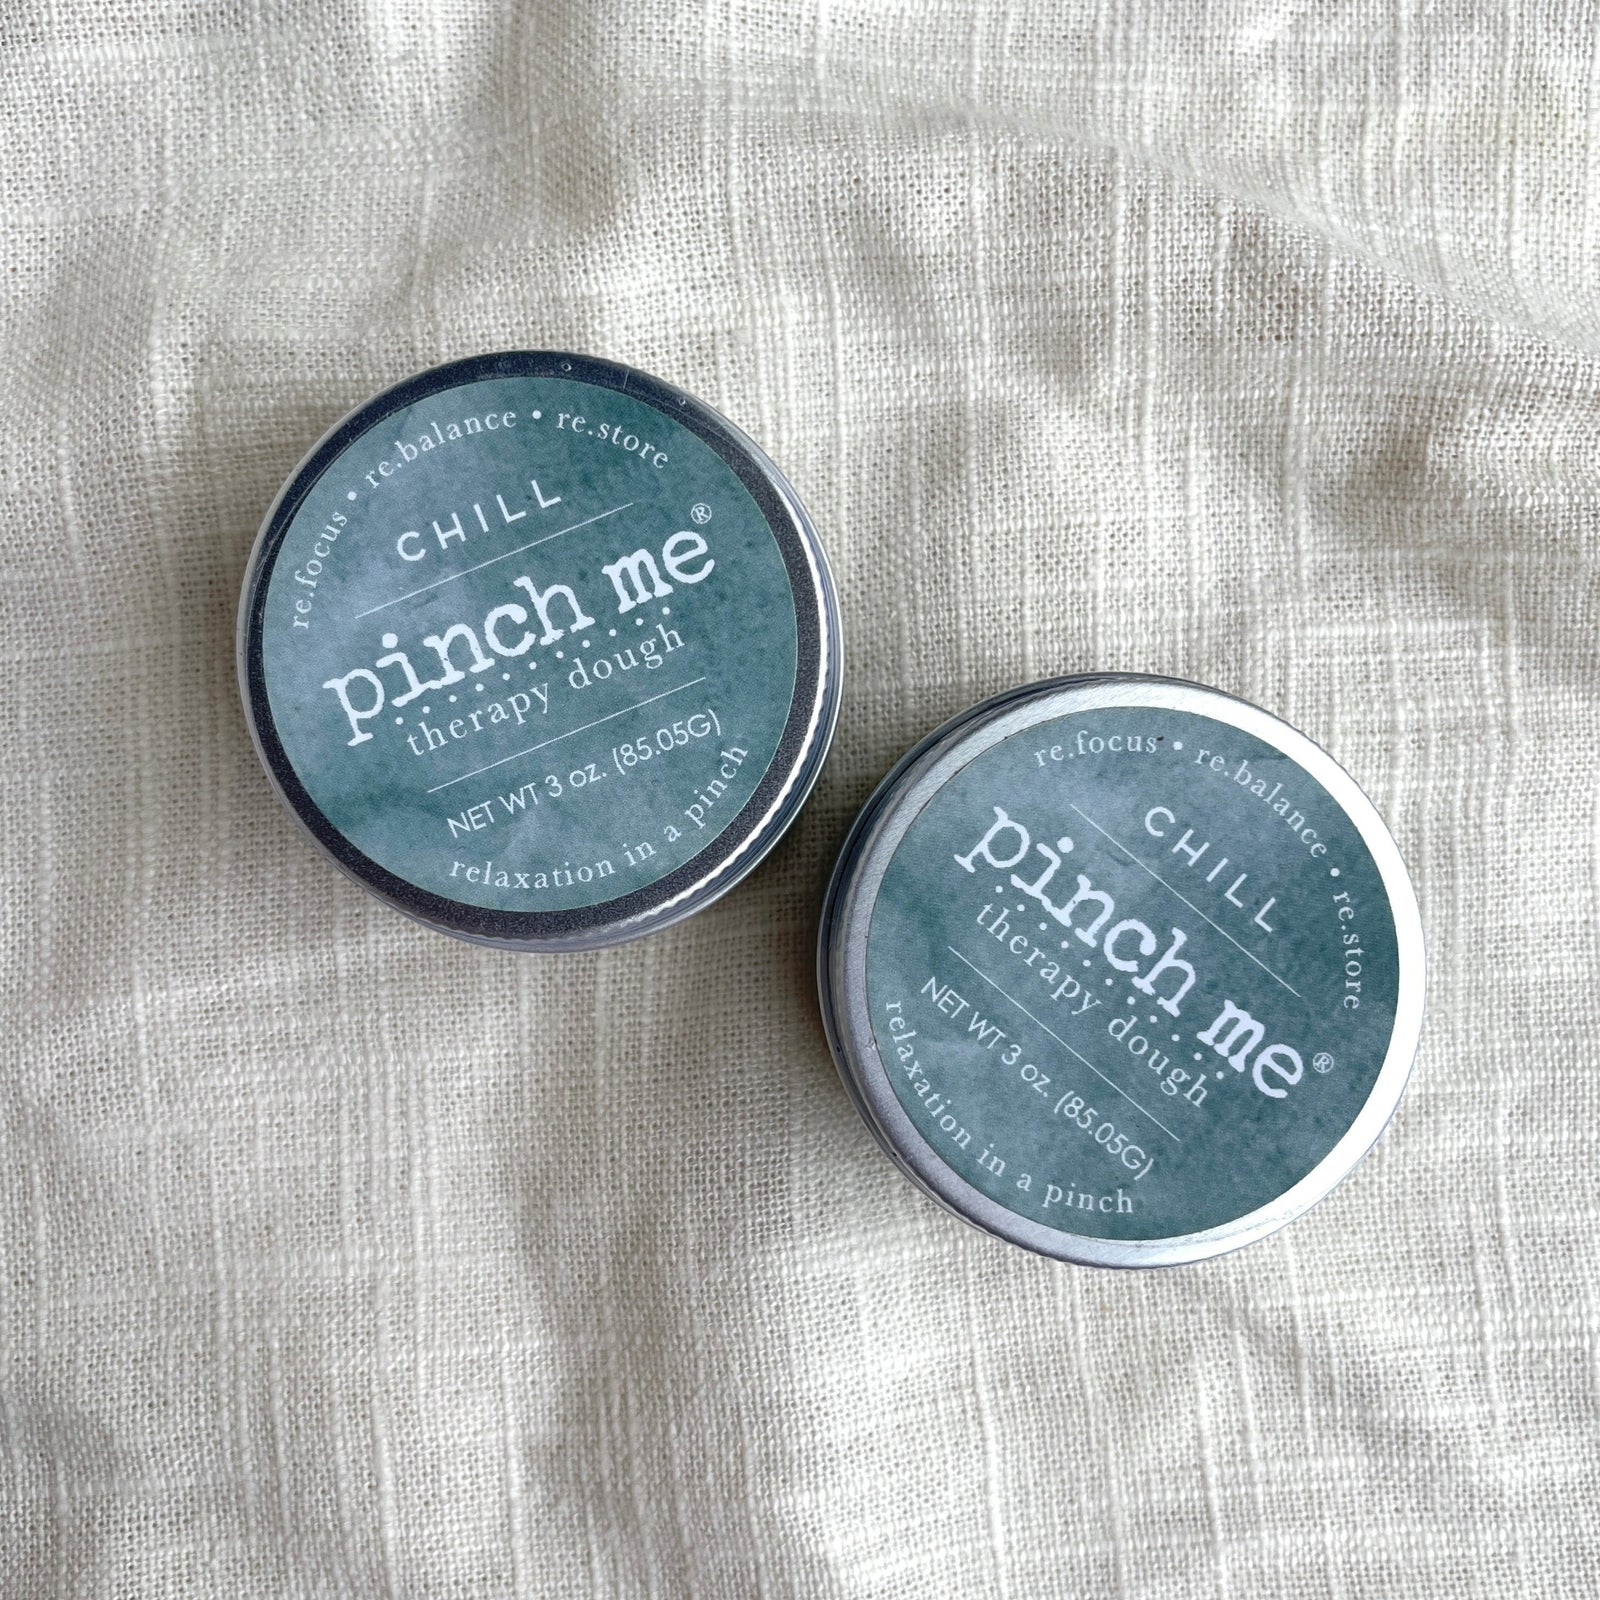 re.focus • re.balance • re.store
CHILL
pinch me®
therapy dough
NET WT 3 oz. (85.05G)
relaxation in a pinch
re.focus • re.balance • re.store
CHILL
pinch me®
therapy dough
NET WT 3 oz. (85.05G)
relaxation in a pinch